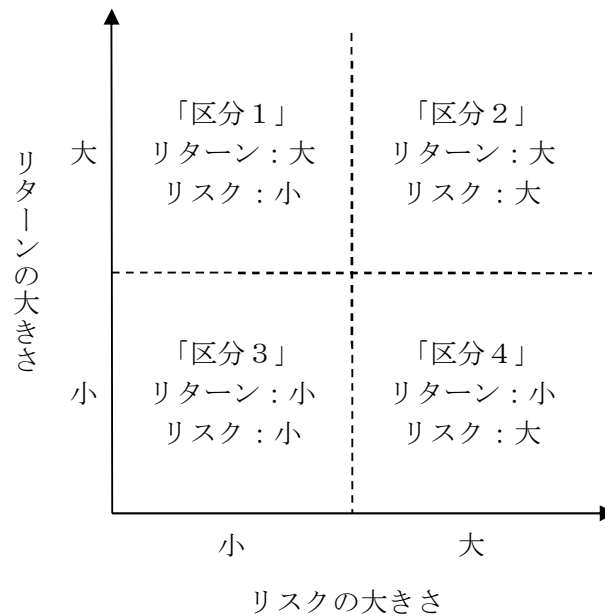 「区分１」
リターン：大
リスク：小
「区分２」
リターン：大
リスク：大
リターンの大きさ
大
「区分３」
リターン：小
リスク：小
「区分４」
リターン：小
リスク：大
小
小
大
リスクの大きさ